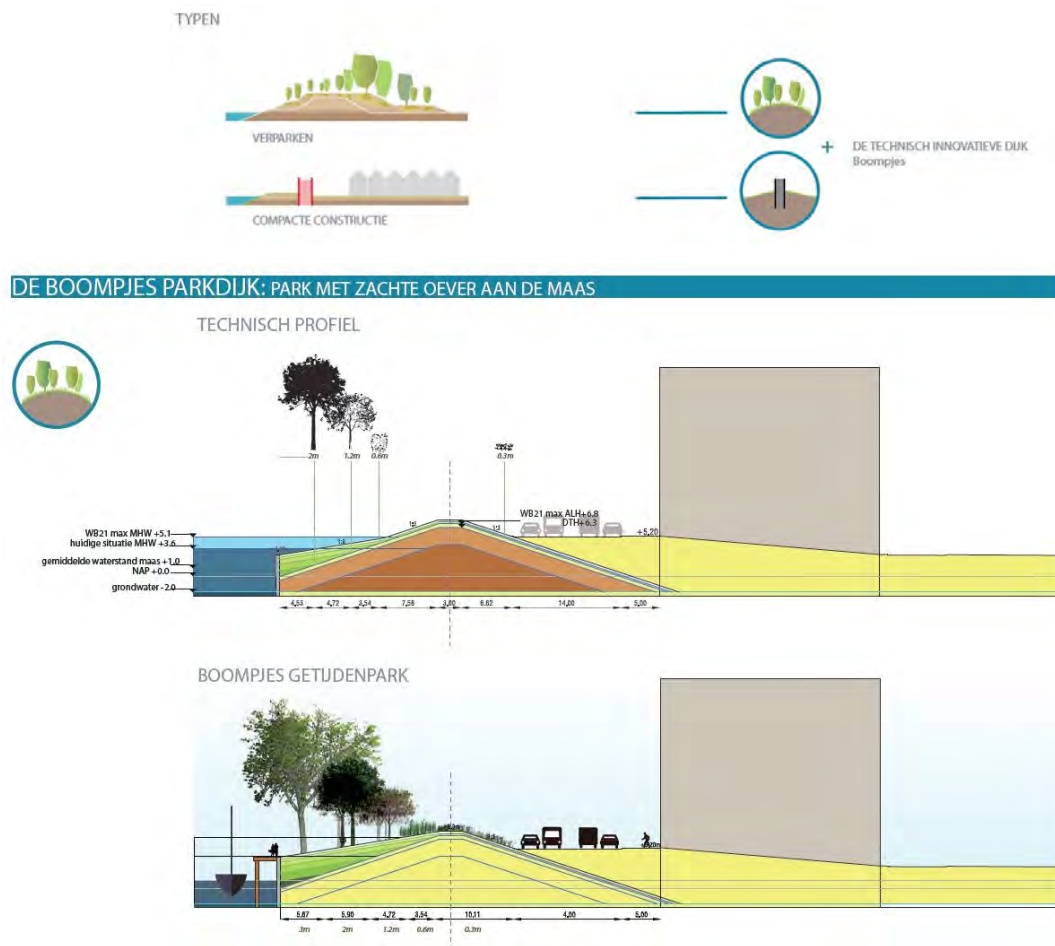 TYPEN
VERPARKEN
COMPACTE CONSTRUCTIE
+ DE TECHNISCH INNOVATIEVE DIJK
Boompjes
DE BOOMPJES PARKDIJK: PARK MET ZACHTE OEVER AAN DE MAAS
TECHNISCH PROFIEL
2m 1.2m 0.6m 0.3m
WB21 max ALH+6.8
DTH+6.3
+5,20
WB21 max MHW +5.1
huidige situatie MHW +3.6
gemiddelde waterstand maas +1.0
NAP +0.0
grondwater -2.0
1:3
4,53 4,72 3,54 7,58 3,00 6.62 14,00 5,00
BOOMPJES GETIJDENPARK
5,87 5,90 4,72 3,54 10,11 4,00 5,00
3m 2m 1.2m 0.6m 0.3m